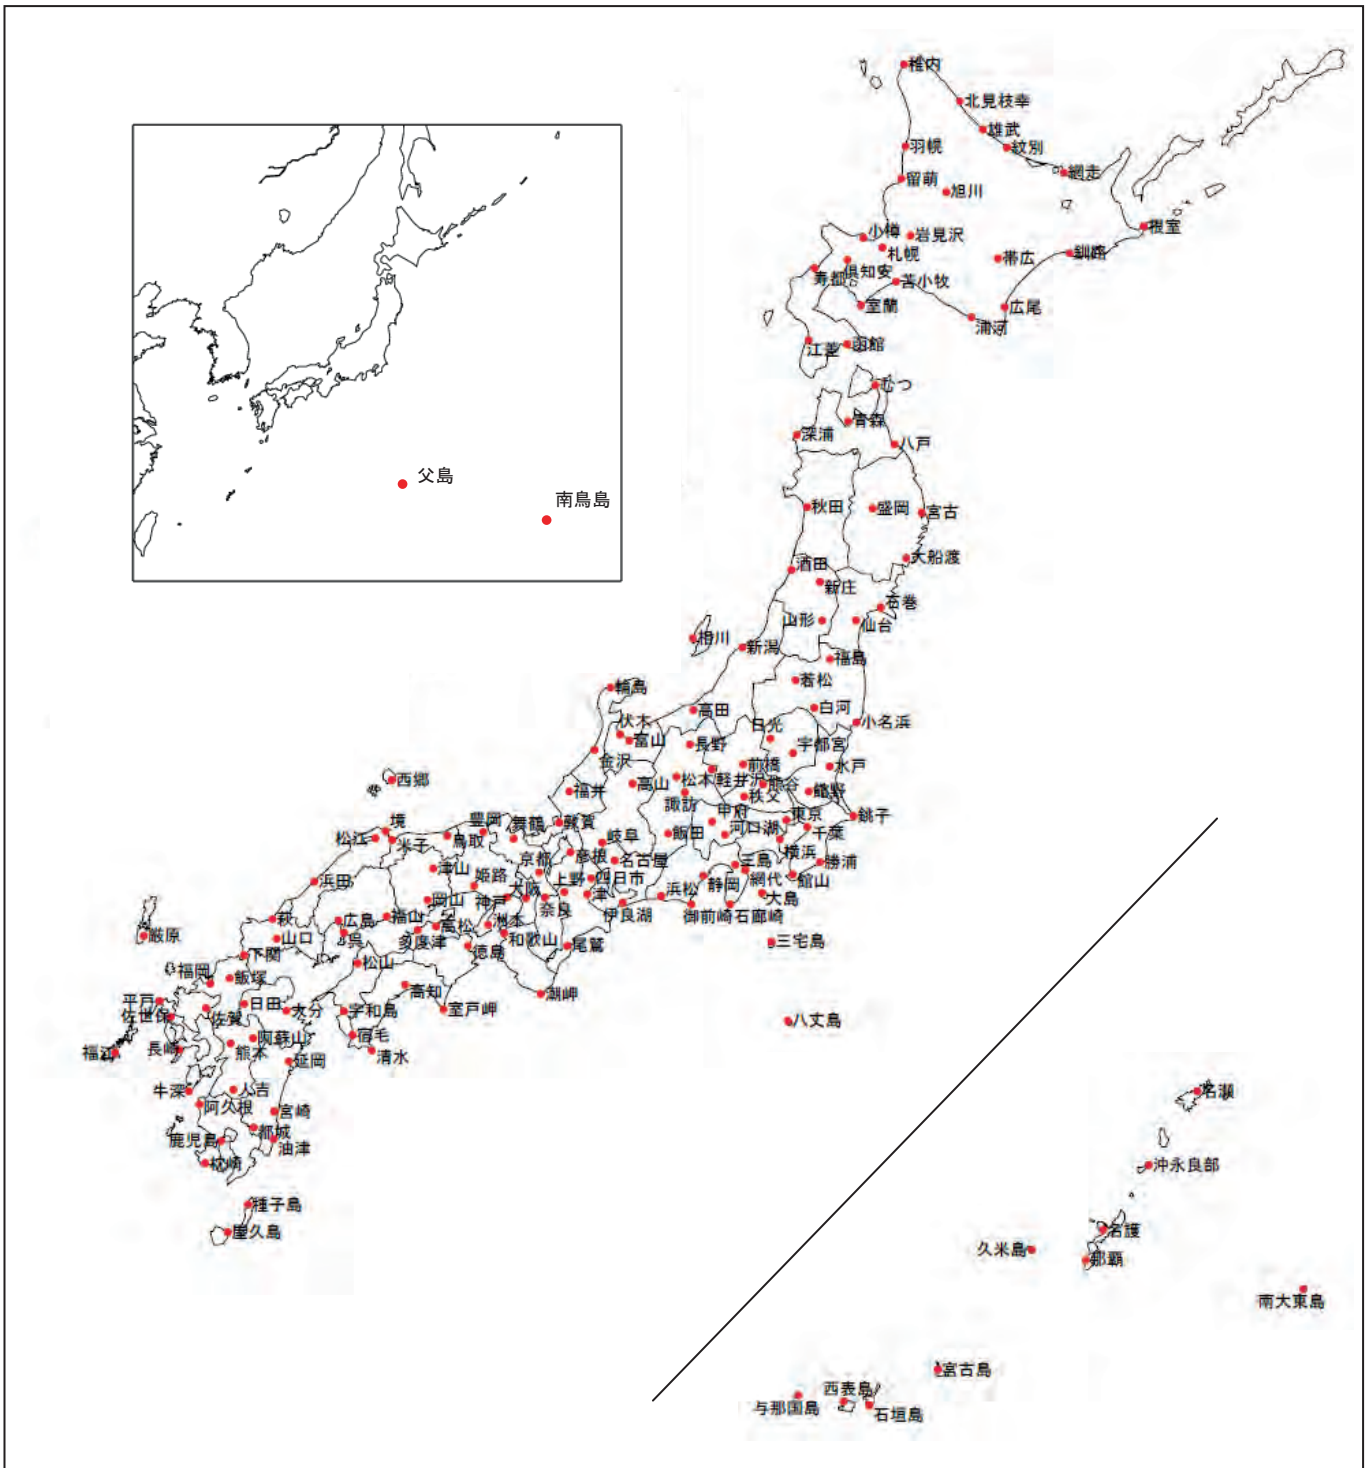 稚内
北見枝幸
雄武
紋別
羽幌
網走
留萌
旭川
根室
小樽
岩見沢
札幌
帯広
釧路
倶知安
寿都
苫小牧
室蘭
広尾
浦河
江差
函館
むつ
青森
深浦
八戸
父島
南鳥島
秋田
盛岡
宮古
大船渡
酒田
新庄
石巻
山形
仙台
相川
新潟
福島
若松
輪島
高田
白河
小名浜
伏木
富山
日光
長野
宇都宮
金沢
前橋
水戸
西郷
高山
松本
軽井沢
熊谷
福井
秩父
諏訪
館野
銚子
境
豊岡
舞鶴
敦賀
甲府
東京
松江
米子
鳥取
岐阜
飯田
河口湖
千葉
横浜
京都
彦根
名古屋
三島
勝浦
津山
姫路
上野
四日市
静岡
網代
館山
浜田
岡山
神戸
大阪
奈良
津
浜松
大島
伊良湖
御前崎
石廊崎
萩
広島
福山
高松
洲本
厳原
山口
呉
多度津
和歌山
徳島
尾鷲
三宅島
下関
松山
福岡
飯塚
高知
潮岬
平戸
日田
大分
宇和島
室戸岬
佐世保
佐賀
八丈島
阿蘇山
宿毛
福江
長崎
熊本
清水
延岡
牛深
人吉
名瀬
阿久根
宮崎
鹿児島
都城
油津
枕崎
沖永良部
種子島
屋久島
名護
久米島
那覇
南大東島
宮古島
西表島
与那国島
石垣島